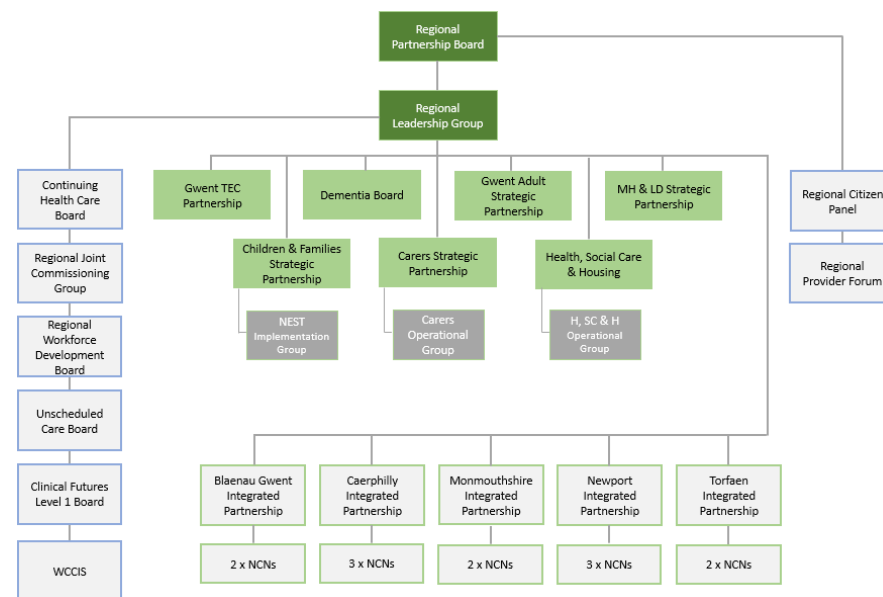 Regional
Partnership Board
Regional
Leadership Group
Continuing
Health Care
Board
Regional Joint
Commissioning
Group
Regional
Workforce
Development
Board
Unscheduled
Care Board
Clinical Futures
Level 1 Board
WCCIS
Gwent TEC
Partnership
Dementia Board
Gwent Adult
Strategic
Partnership
MH & LD Strategic
Partnership
Children & Families
Strategic
Partnership
Carers Strategic
Partnership
Health, Social Care
& Housing
NEST
Implementation
Group
Carers
Operational
Group
H, SC & H
Operational
Group
Regional Citizen
Panel
Regional
Provider Forum
Blaenau Gwent
Integrated
Partnership
Caerphilly
Integrated
Partnership
Monmouthshire
Integrated
Partnership
Newport
Integrated
Partnership
Torfaen
Integrated
Partnership
2 x NCNs
3 x NCNs
2 x NCNs
3 x NCNs
2 x NCNs